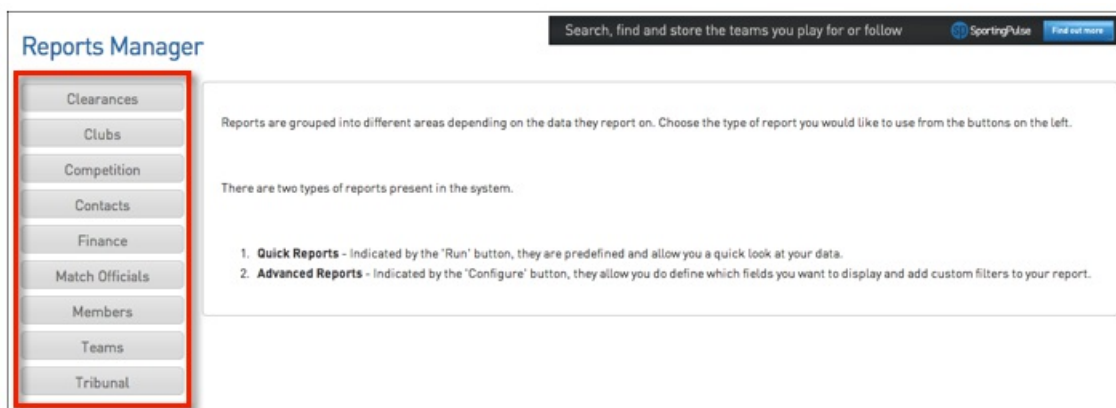 Search, find and store the teams you play for or follow
SP SportingPulse
Find out more
Reports Manager
Clearances
Clubs
Competition
Contacts
Finance
Match Officials
Members
Teams
Tribunal
Reports are grouped into different areas depending on the data they report on. Choose the type of report you would like to use from the buttons on the left.
There are two types of reports present in the system.
1. Quick Reports - Indicated by the 'Run' button, they are predefined and allow you a quick look at your data.
2. Advanced Reports - Indicated by the 'Configure' button, they allow you do define which fields you want to display and add custom filters to your report.